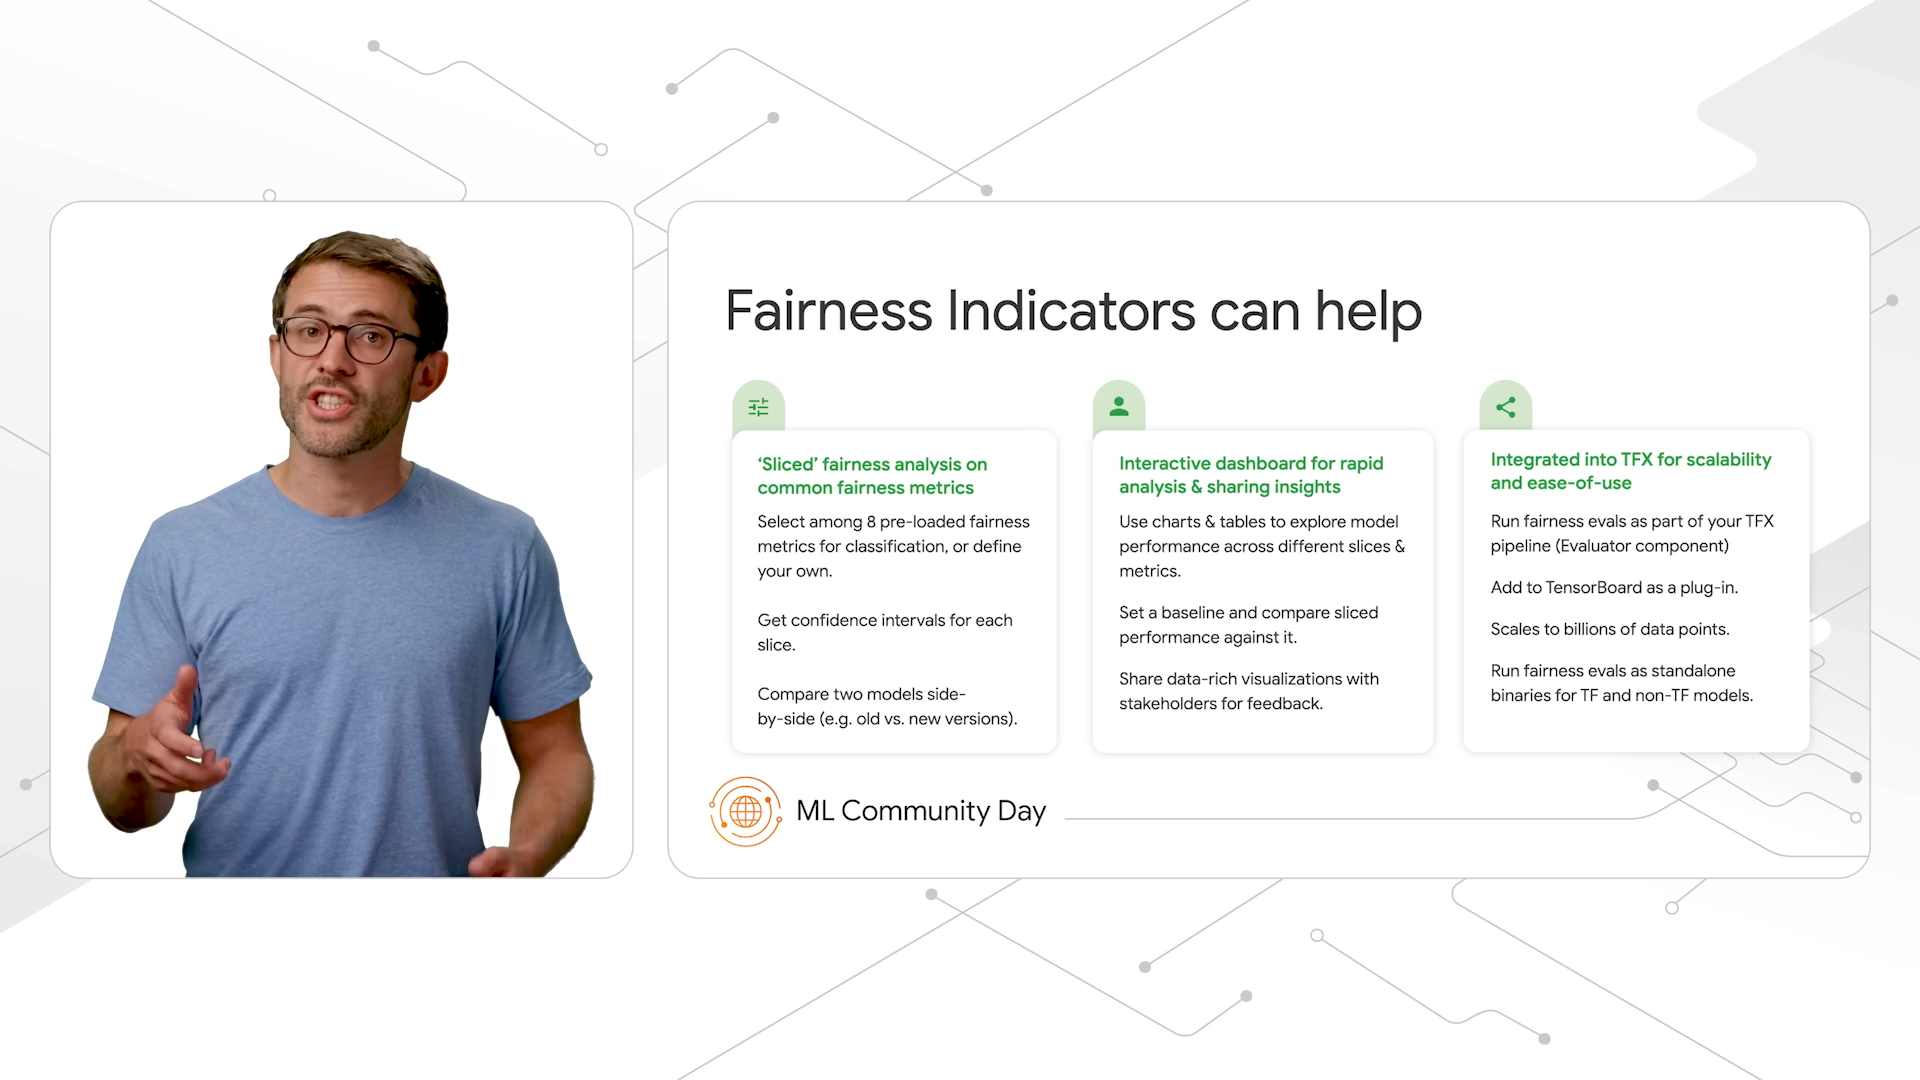 Fairness Indicators can help
‘Sliced’ fairness analysis on
common fairness metrics
Select among 8 pre-loaded fairness
metrics for classification, or define
your own.
Get confidence intervals for each
slice.
Compare two models side-
by-side (e.g. old vs. new versions).
Interactive dashboard for rapid
analysis & sharing insights
Use charts & tables to explore model
performance across different slices &
metrics.
Set a baseline and compare sliced
performance against it.
Share data-rich visualizations with
stakeholders for feedback.
Integrated into TFX for scalability
and ease-of-use
Run fairness evals as part of your TFX
pipeline (Evaluator component)
Add to TensorBoard as a plug-in.
Scales to billions of data points.
Run fairness evals as standalone
binaries for TF and non-TF models.
ML Community Day